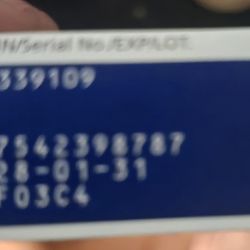 N/Serial No./EXP/LOT.
339109
7542398787
28-01-31
F03C4